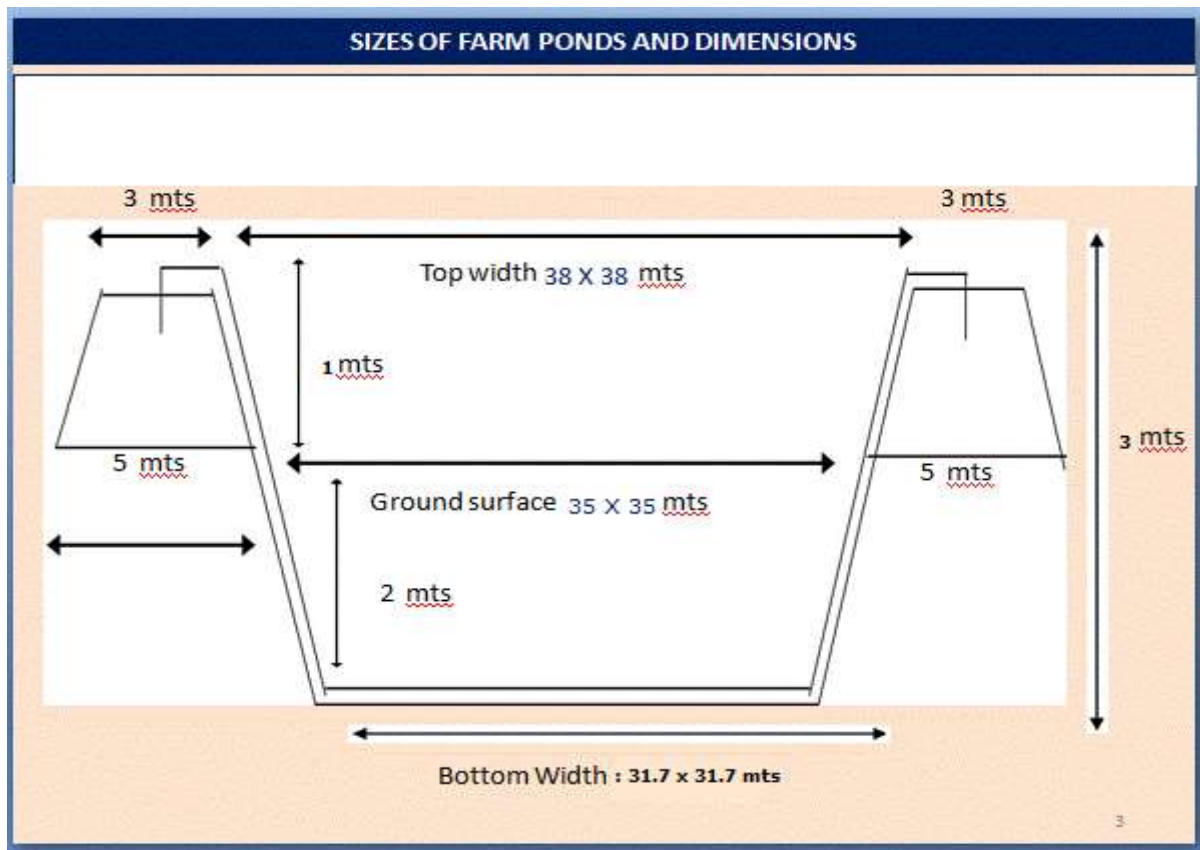 SIZES OF FARM PONDS AND DIMENSIONS
3 mts
3 mts
Top width 38 X 38 mts
1 mts
3 mts
5 mts
5 mts
Ground surface 35 X 35 mts
2 mts
Bottom Width : 31.7 x 31.7 mts
3